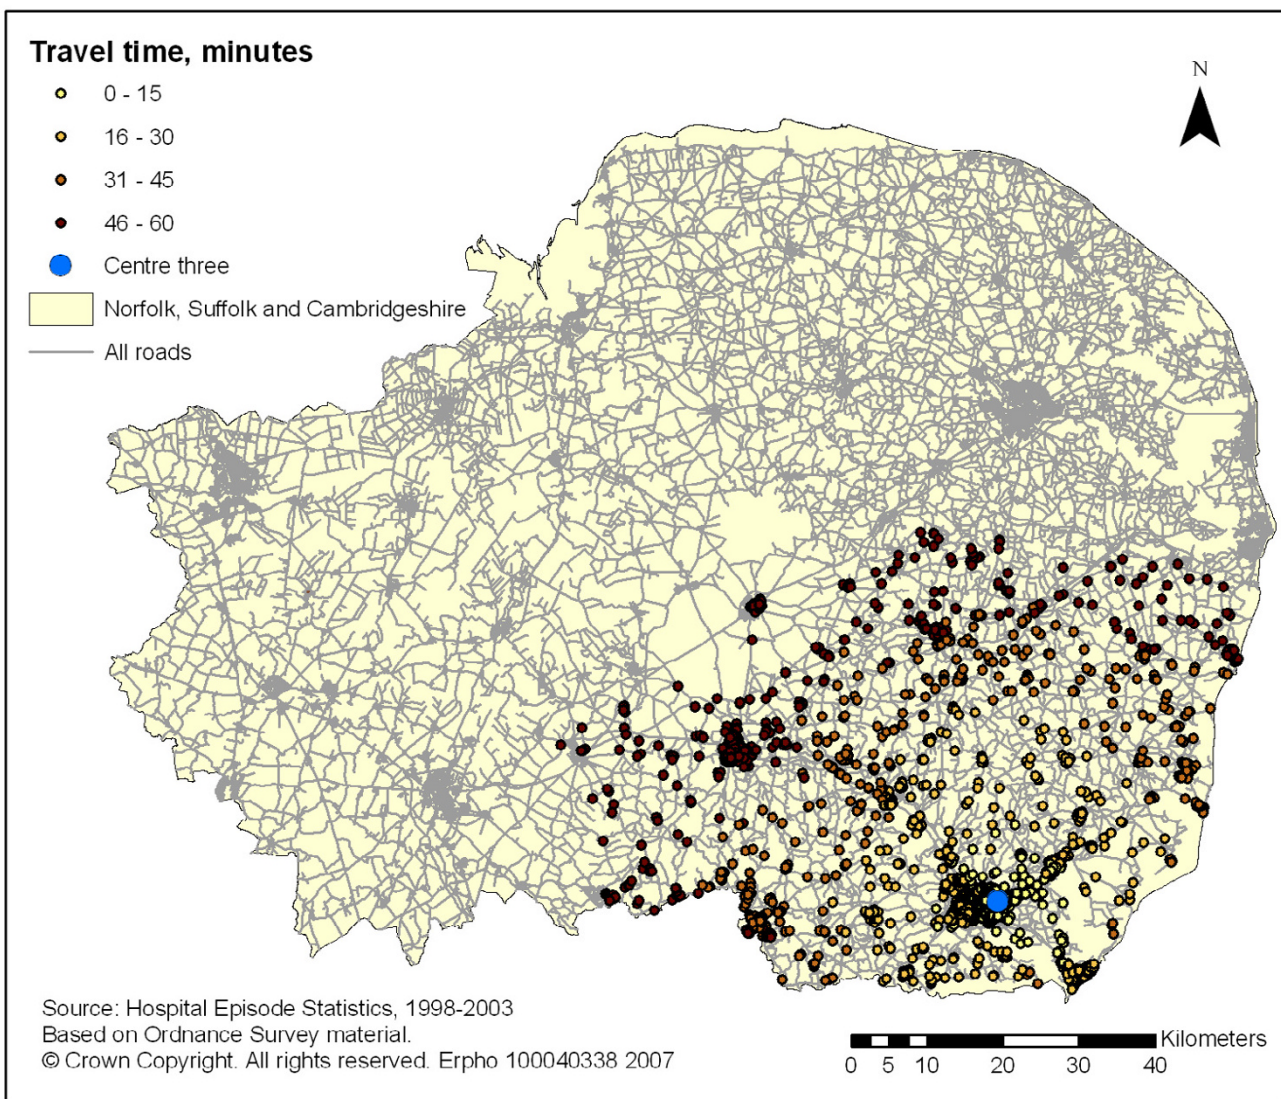 Travel time, minutes
0 - 15
16 - 30
31 - 45
46 - 60
Centre three
Norfolk, Suffolk and Cambridgeshire
All roads
N
Source: Hospital Episode Statistics, 1998-2003
Based on Ordnance Survey material.
© Crown Copyright. All rights reserved. Erpho 100040338 2007
Kilometers
0 5 10 20 30 40